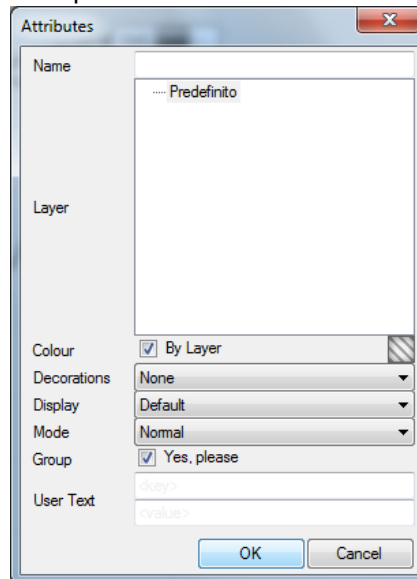 Attributes
Name
Predefinito
Layer
Colour By Layer
Decorations None
Display Default
Mode Normal
Group Yes, please
<key>
User Text
<value>
OK Cancel